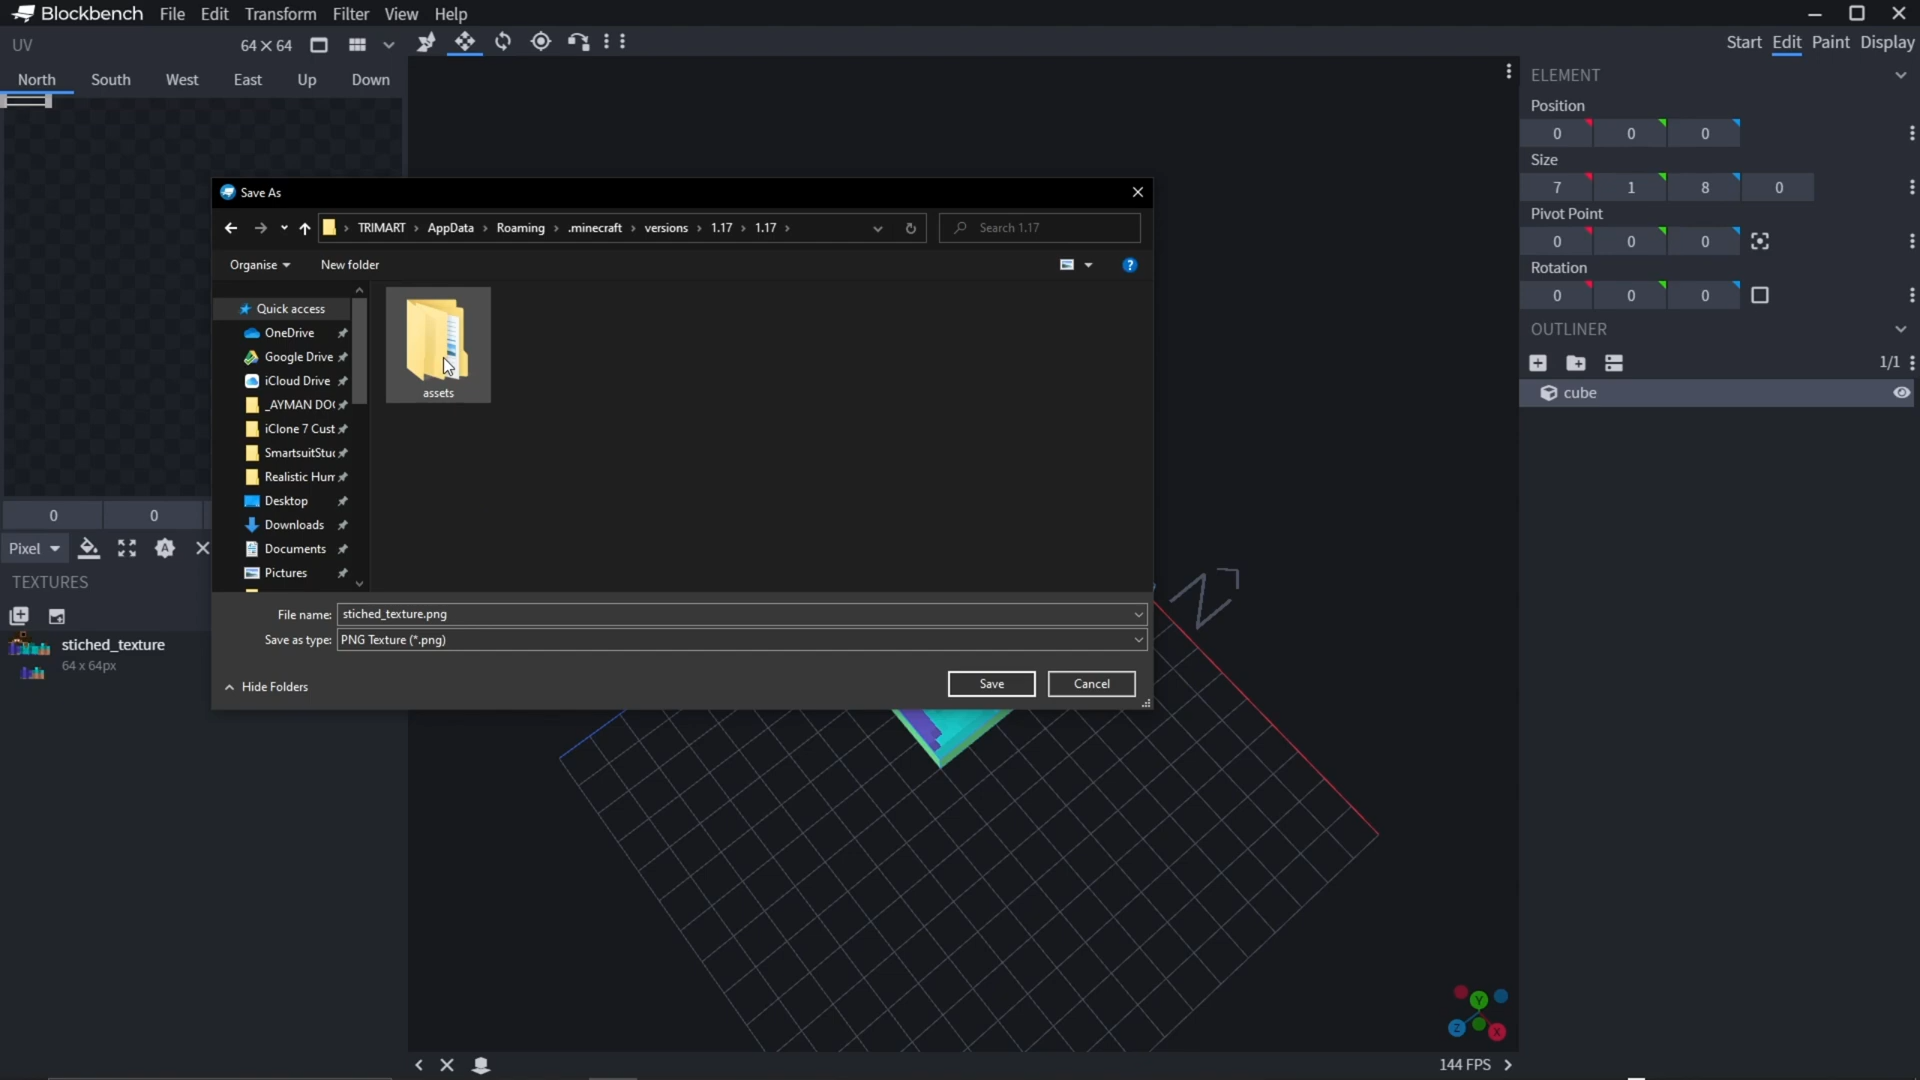 Blockbench File Edit Transform Filter View Help
UV 64×64
Start Edit Paint Display
North South West East Up Down
ELEMENT
Position
0 0 0
Size
7 1 8 0
Pivot Point
0 0 0
Rotation
0 0 0
OUTLINER
1/1
cube
Save As
TRIMART AppData Roaming .minecraft versions 1.17 1.17
Search 1.17
Organise New folder
Quick access
OneDrive
Google Drive
iCloud Drive
_AYMAN DO
iClone 7 Cust
SmartsuitStu
Realistic Hum
Desktop
Downloads
Documents
Pictures
assets
File name: stiched_texture.png
Save as type: PNG Texture (*.png)
Hide Folders
Save Cancel
0 0
Pixel
TEXTURES
stiched_texture
64 x 64px
N
Y
Z
X
144 FPS